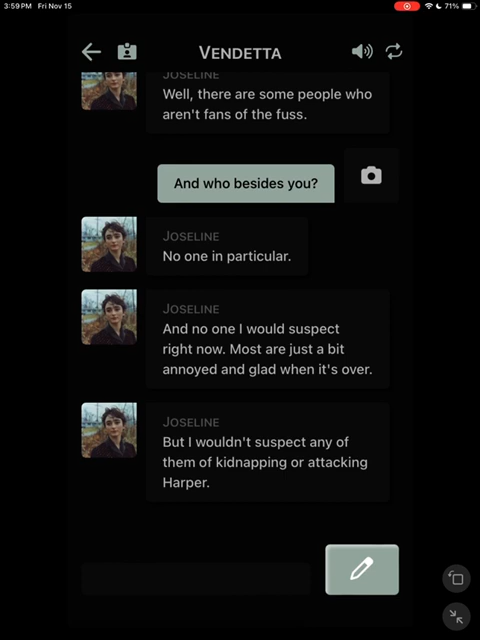 3:59 PM Fri Nov 15
71%
VENDETTA
JOSELINE
Well, there are some people who
aren't fans of the fuss.
And who besides you?
JOSELINE
No one in particular.
JOSELINE
And no one I would suspect
right now. Most are just a bit
annoyed and glad when it's over.
JOSELINE
But I wouldn't suspect any of
them of kidnapping or attacking
Harper.